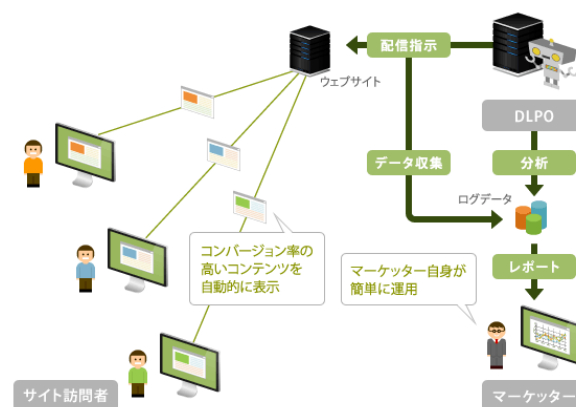 配信指示
ウェブサイト
DLPO
データ収集
分析
ログデータ
コンバージョン率の
高いコンテンツを
自動的に表示
マーケッター自身が
簡単に運用
レポート
サイト訪問者
マーケッター